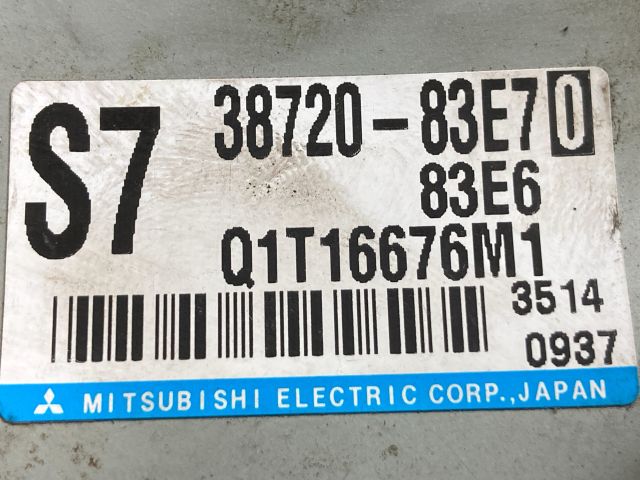 S7 38720-83E70
83E6
Q1T16676M1
3514
0937
MITSUBISHI ELECTRIC CORP., JAPAN